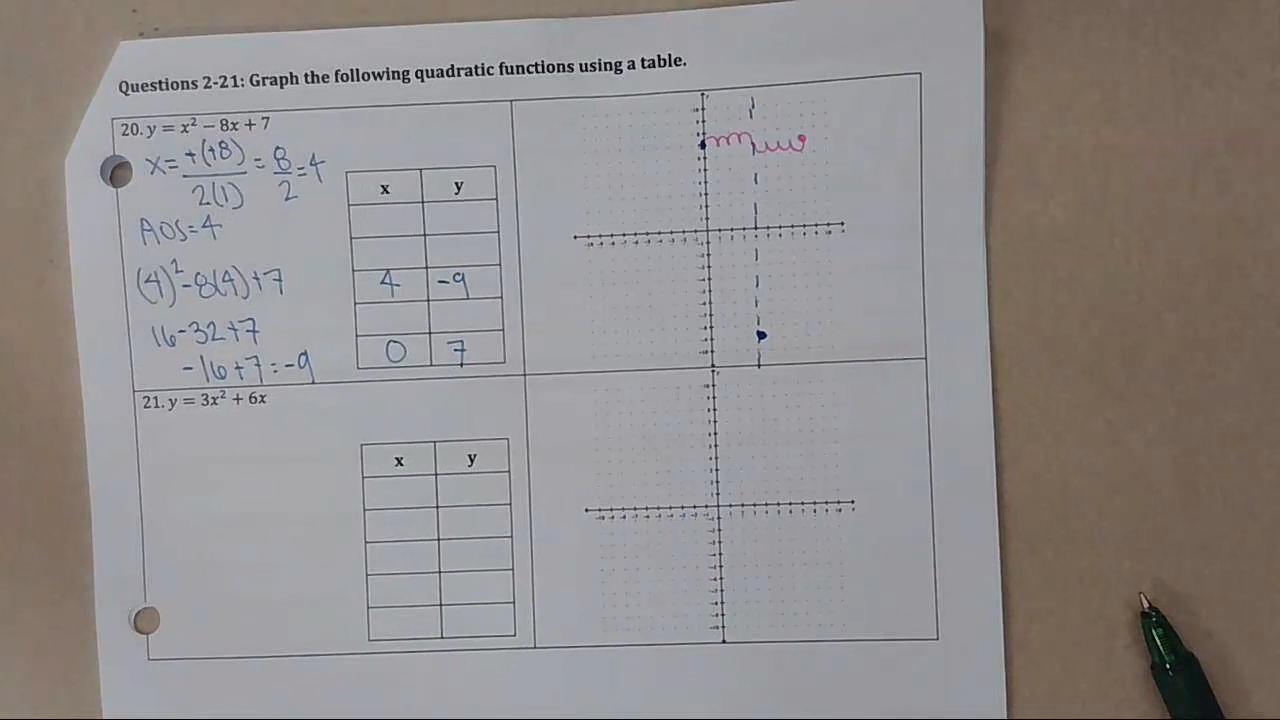 Questions 2-21: Graph the following quadratic functions using a table.
20. y = x² – 8x + 7
x = +(+8) / 2(1) = 8/2 = 4
AOS=4
(4)²-8(4)+7
16-32+7
-16+7=-9
x y
4 -9
0 7
21. y = 3x² + 6x
x y